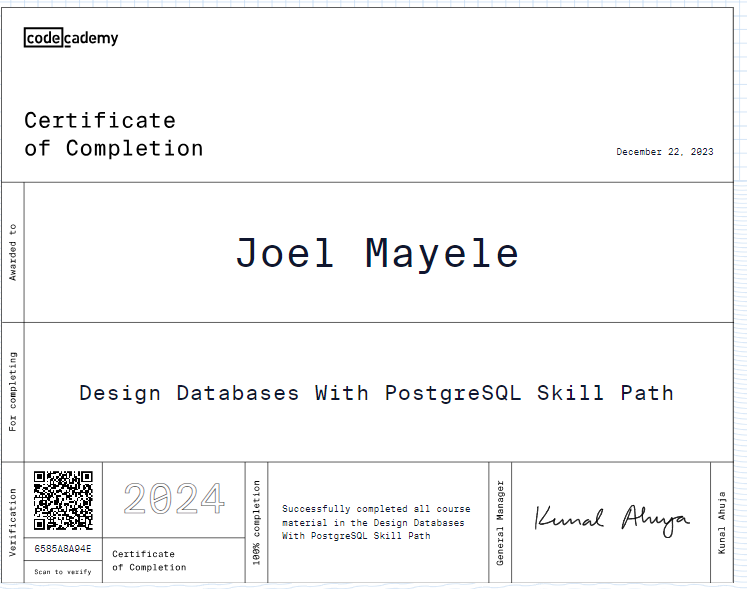 codecademy
Certificate
of Completion
December 22, 2023
Awarded to
Joel Mayele
For completing
Design Databases With PostgreSQL Skill Path
Verification
6585A8A94E
Scan to verify
2024
Certificate
of Completion
100% completion
Successfully completed all course
material in the Design Databases
With PostgreSQL Skill Path
General Manager
Kunal Ahuja
Kunal Ahuja